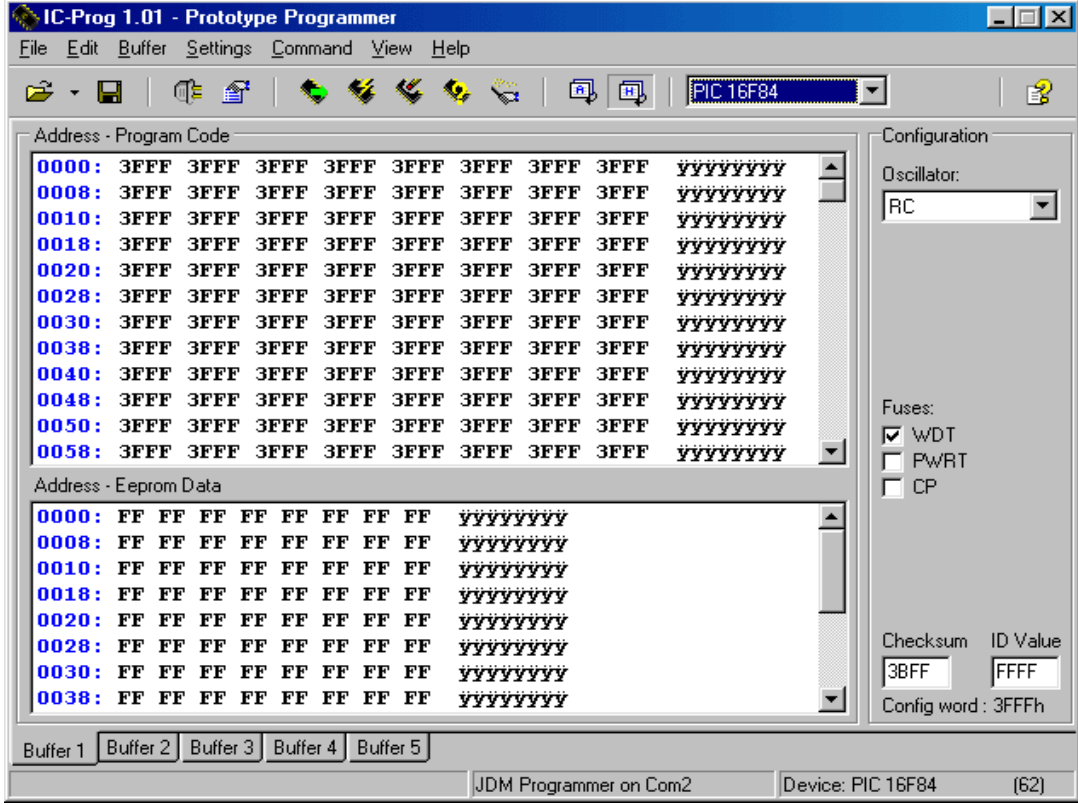 IC-Prog 1.01 - Prototype Programmer
File Edit Buffer Settings Command View Help
PIC 16F84
Address - Program Code
0000: 3FFF 3FFF 3FFF 3FFF 3FFF 3FFF 3FFF 3FFF ÿÿÿÿÿÿÿÿ
0008: 3FFF 3FFF 3FFF 3FFF 3FFF 3FFF 3FFF 3FFF ÿÿÿÿÿÿÿÿ
0010: 3FFF 3FFF 3FFF 3FFF 3FFF 3FFF 3FFF 3FFF ÿÿÿÿÿÿÿÿ
0018: 3FFF 3FFF 3FFF 3FFF 3FFF 3FFF 3FFF 3FFF ÿÿÿÿÿÿÿÿ
0020: 3FFF 3FFF 3FFF 3FFF 3FFF 3FFF 3FFF 3FFF ÿÿÿÿÿÿÿÿ
0028: 3FFF 3FFF 3FFF 3FFF 3FFF 3FFF 3FFF 3FFF ÿÿÿÿÿÿÿÿ
0030: 3FFF 3FFF 3FFF 3FFF 3FFF 3FFF 3FFF 3FFF ÿÿÿÿÿÿÿÿ
0038: 3FFF 3FFF 3FFF 3FFF 3FFF 3FFF 3FFF 3FFF ÿÿÿÿÿÿÿÿ
0040: 3FFF 3FFF 3FFF 3FFF 3FFF 3FFF 3FFF 3FFF ÿÿÿÿÿÿÿÿ
0048: 3FFF 3FFF 3FFF 3FFF 3FFF 3FFF 3FFF 3FFF ÿÿÿÿÿÿÿÿ
0050: 3FFF 3FFF 3FFF 3FFF 3FFF 3FFF 3FFF 3FFF ÿÿÿÿÿÿÿÿ
0058: 3FFF 3FFF 3FFF 3FFF 3FFF 3FFF 3FFF 3FFF ÿÿÿÿÿÿÿÿ
Address - Eeprom Data
0000: FF FF FF FF FF FF FF FF ÿÿÿÿÿÿÿÿ
0008: FF FF FF FF FF FF FF FF ÿÿÿÿÿÿÿÿ
0010: FF FF FF FF FF FF FF FF ÿÿÿÿÿÿÿÿ
0018: FF FF FF FF FF FF FF FF ÿÿÿÿÿÿÿÿ
0020: FF FF FF FF FF FF FF FF ÿÿÿÿÿÿÿÿ
0028: FF FF FF FF FF FF FF FF ÿÿÿÿÿÿÿÿ
0030: FF FF FF FF FF FF FF FF ÿÿÿÿÿÿÿÿ
0038: FF FF FF FF FF FF FF FF ÿÿÿÿÿÿÿÿ
Configuration
Oscillator:
RC
Fuses:
WDT
PWRT
CP
Checksum ID Value
3BFF FFFF
Config word : 3FFFh
Buffer 1 Buffer 2 Buffer 3 Buffer 4 Buffer 5
JDM Programmer on Com2 Device: PIC 16F84 (62)